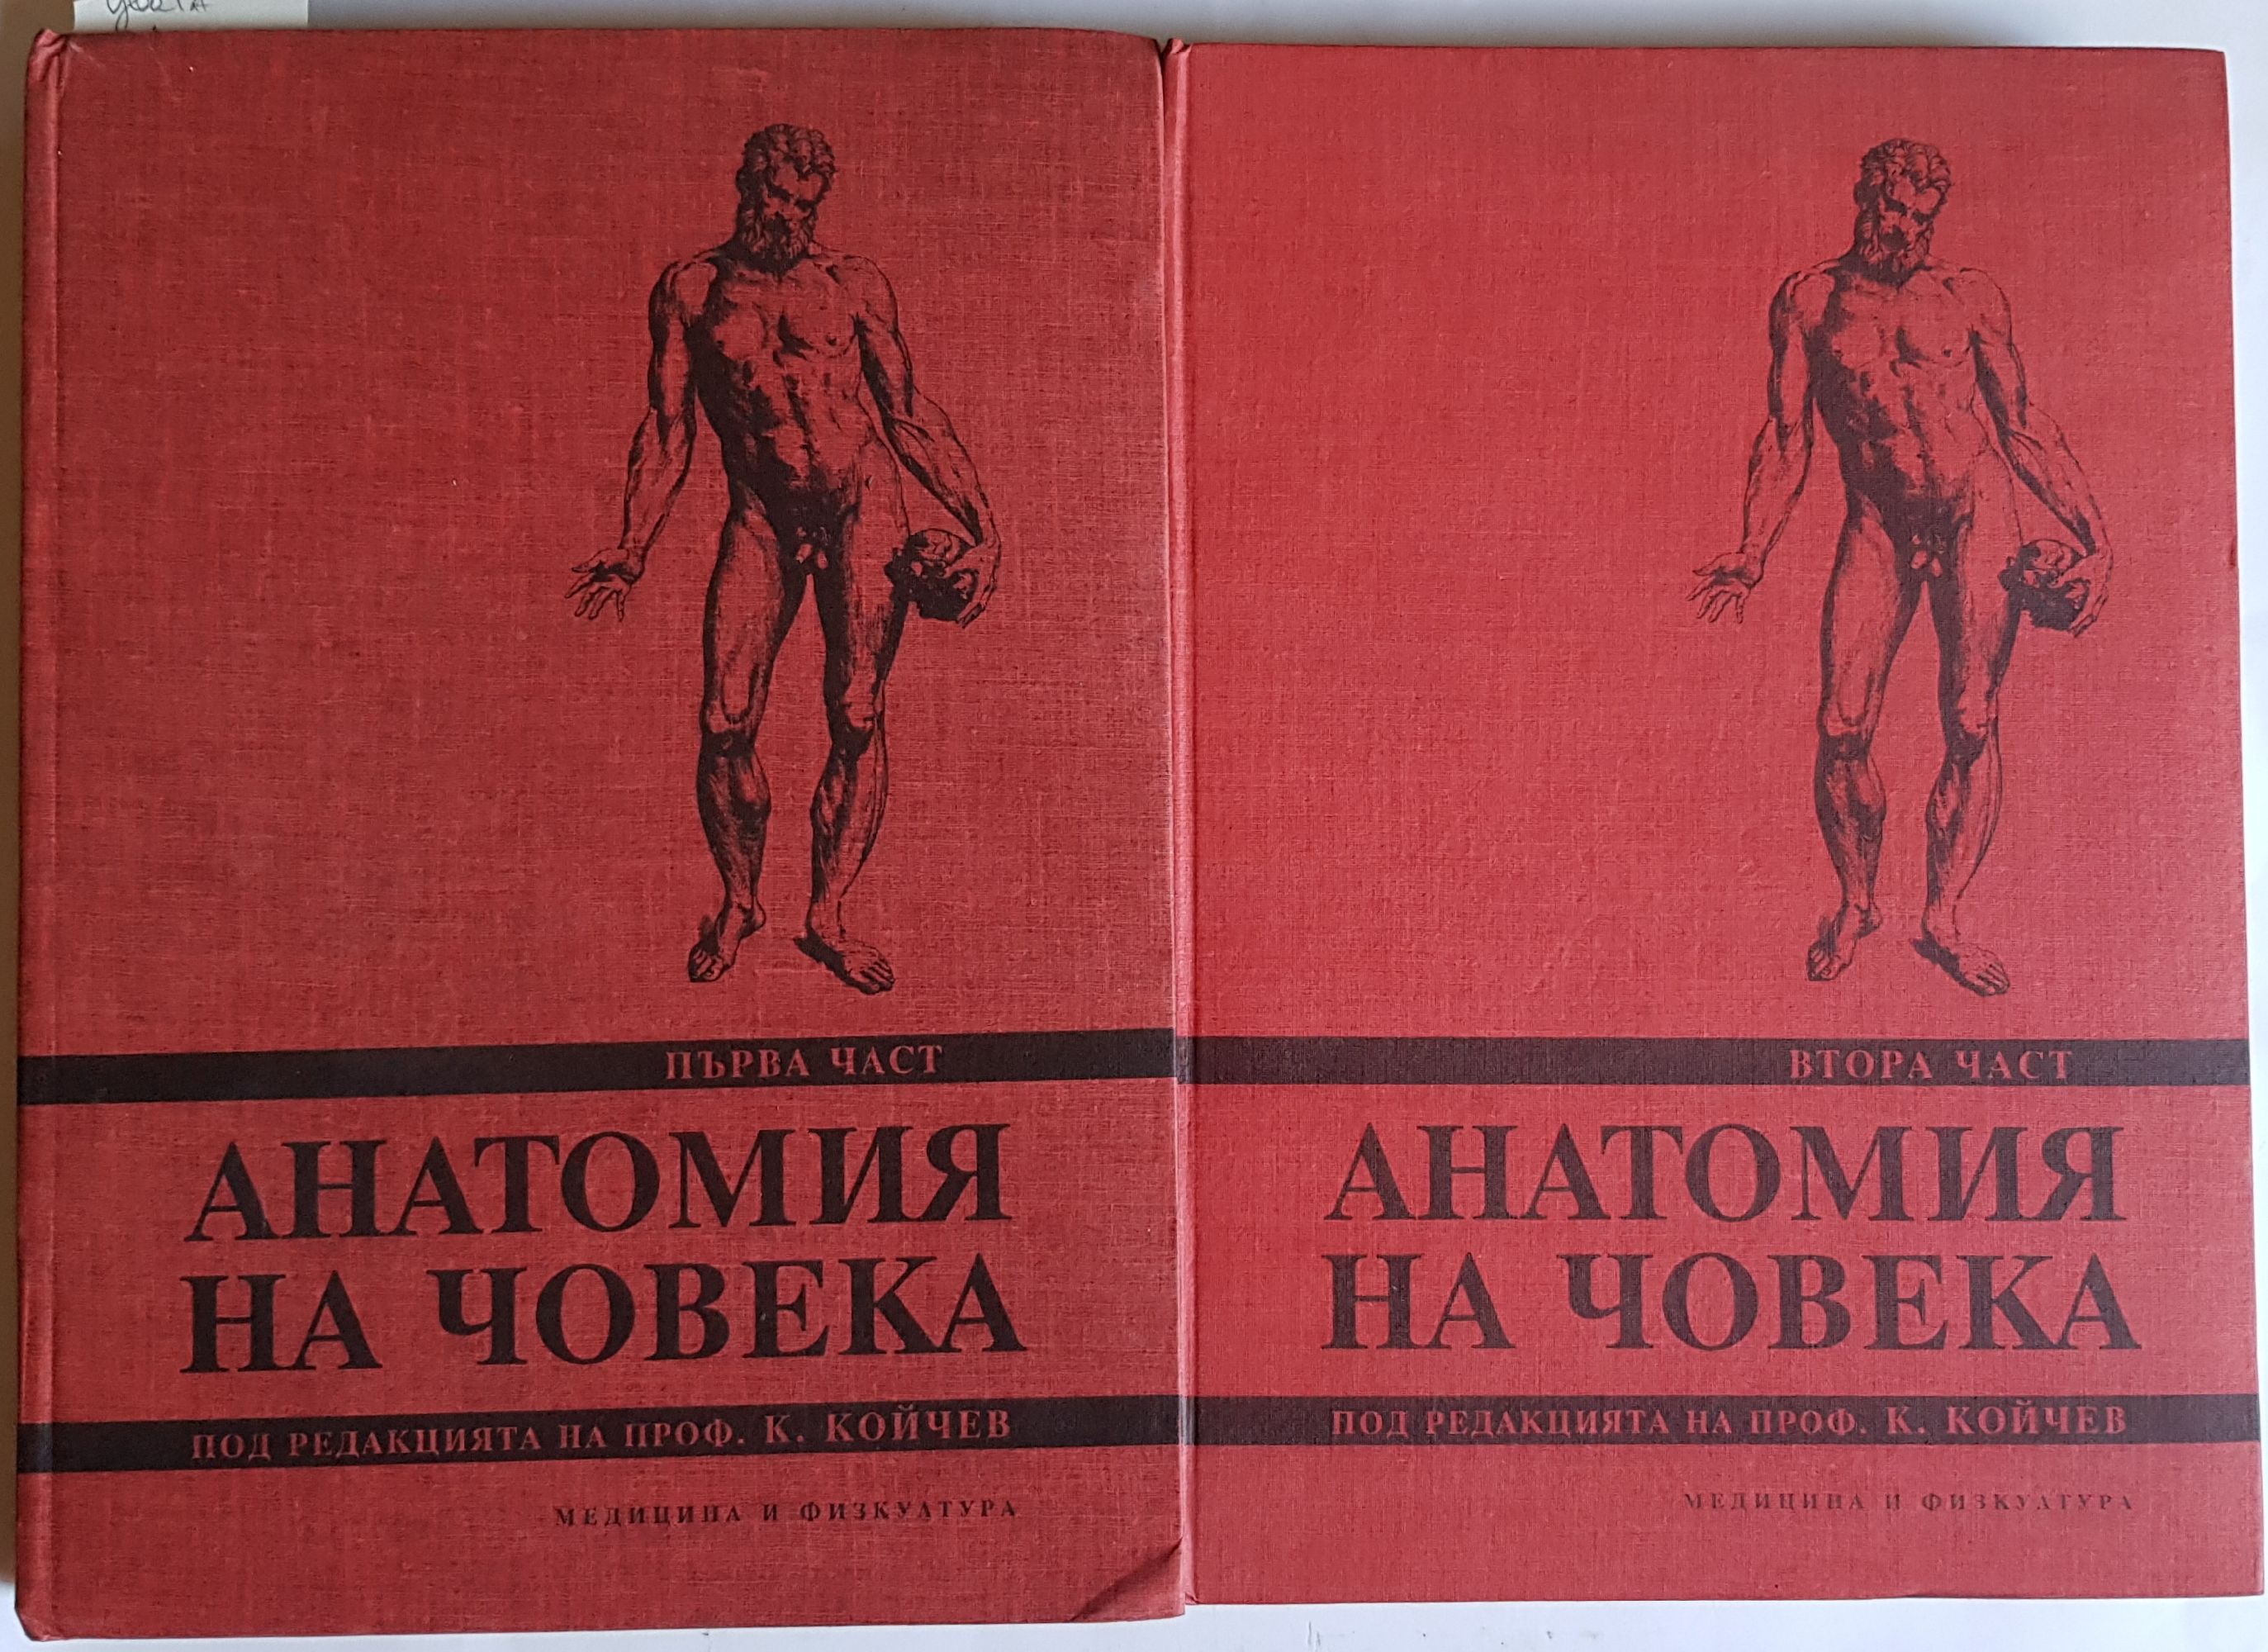 ПЪРВА ЧАСТ
АНАТОМИЯ
НА ЧОВЕКА
ПОД РЕДАКЦИЯТА НА ПРОФ. К. КОЙЧЕВ
МЕДИЦИНА И ФИЗКУЛТУРА
ВТОРА ЧАСТ
АНАТОМИЯ
НА ЧОВЕКА
ПОД РЕДАКЦИЯТА НА ПРОФ. К. КОЙЧЕВ
МЕДИЦИНА И ФИЗКУЛТУРА